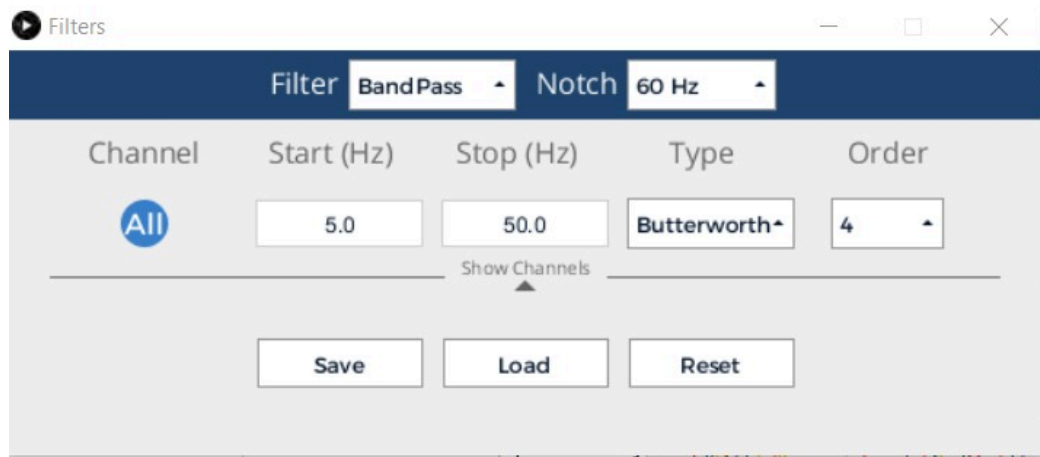 Filters
Filter BandPass Notch 60 Hz
Channel Start (Hz) Stop (Hz) Type Order
All 5.0 50.0 Butterworth 4
Show Channels
Save Load Reset